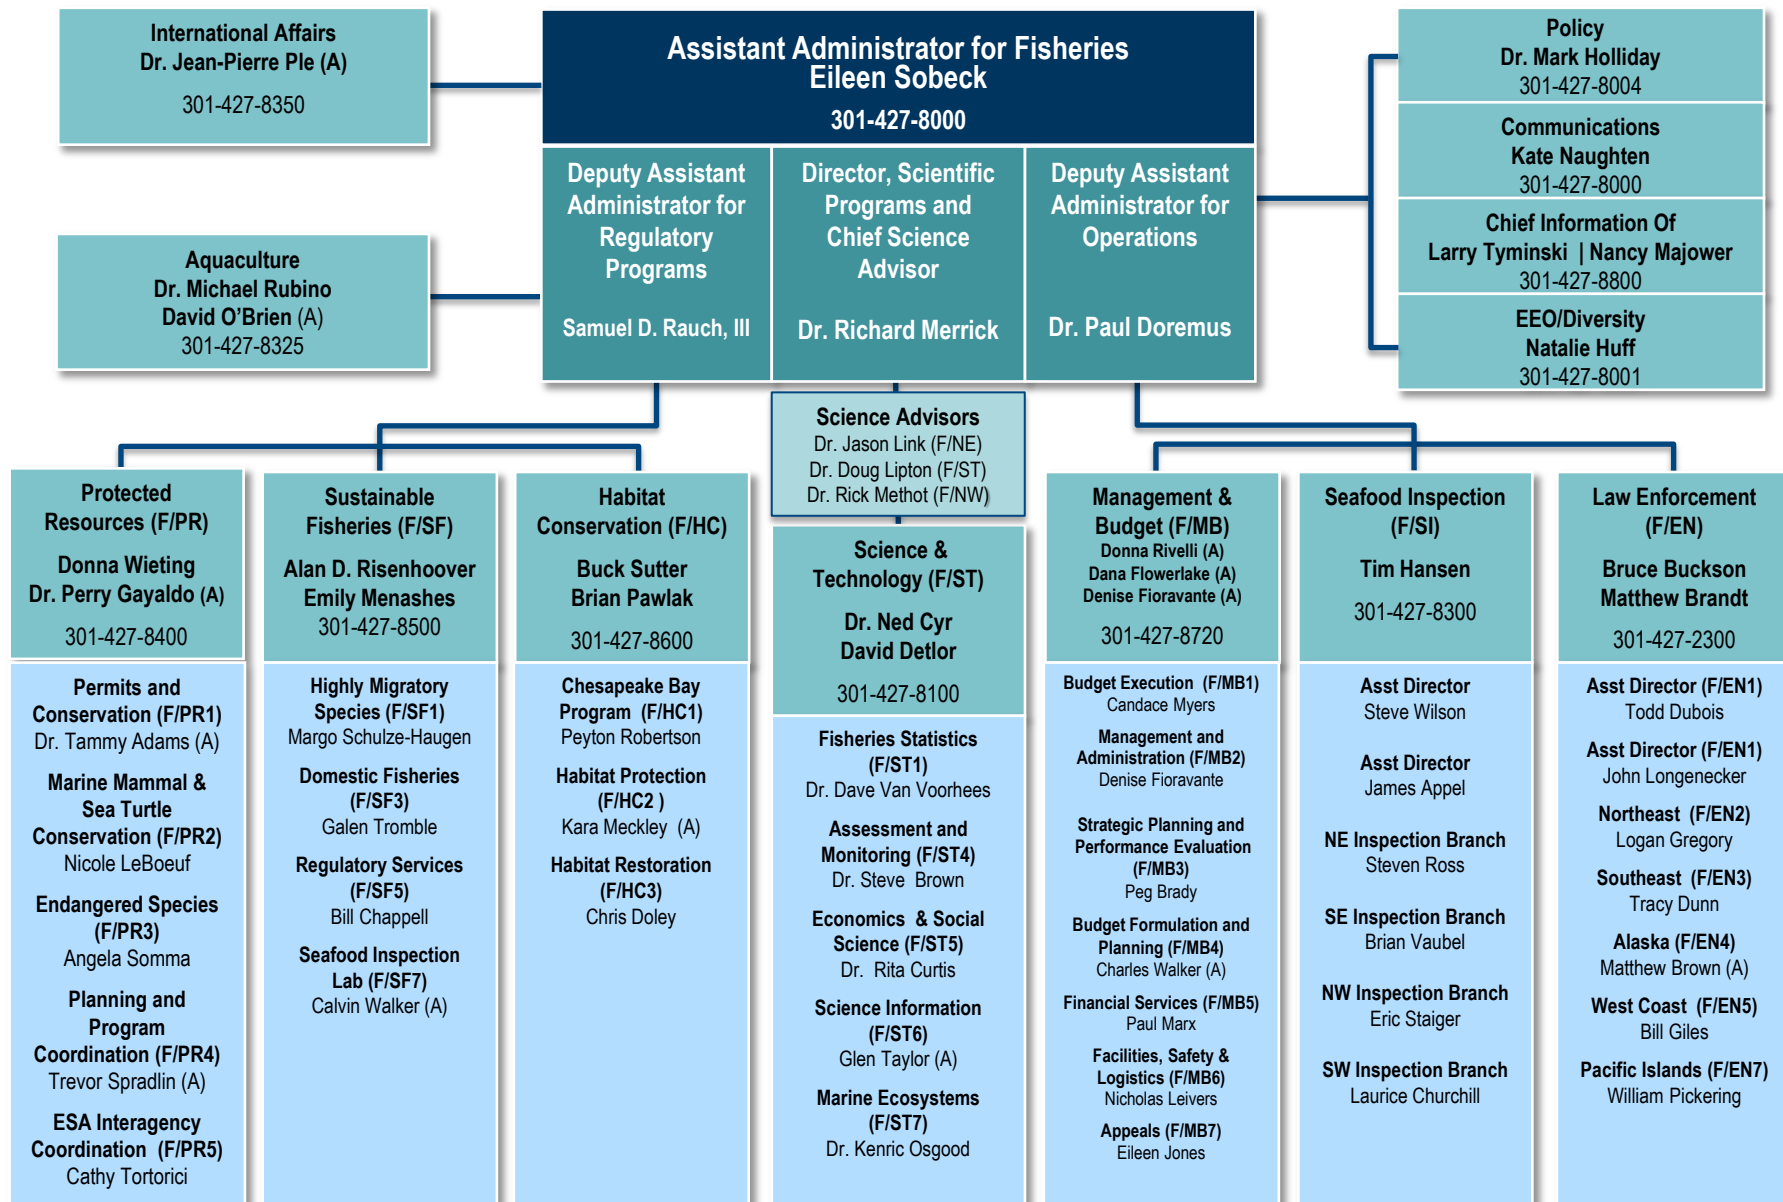 International Affairs
Dr. Jean-Pierre Ple (A)
301-427-8350
Assistant Administrator for Fisheries
Eileen Sobeck
301-427-8000
Policy
Dr. Mark Holliday
301-427-8004
Communications
Kate Naughten
301-427-8000
Chief Information Of
Larry Tyminski | Nancy Majower
301-427-8800
EEO/Diversity
Natalie Huff
301-427-8001
Aquaculture
Dr. Michael Rubino
David O'Brien (A)
301-427-8325
Deputy Assistant
Administrator for
Regulatory
Programs
Samuel D. Rauch, III
Director, Scientific
Programs and
Chief Science
Advisor
Dr. Richard Merrick
Deputy Assistant
Administrator for
Operations
Dr. Paul Doremus
Science Advisors
Dr. Jason Link (F/NE)
Dr. Doug Lipton (F/ST)
Dr. Rick Methot (F/NW)
Protected
Resources (F/PR)
Donna Wieting
Dr. Perry Gayaldo (A)
301-427-8400
Permits and
Conservation (F/PR1)
Dr. Tammy Adams (A)
Marine Mammal &
Sea Turtle
Conservation (F/PR2)
Nicole LeBoeuf
Endangered Species
(F/PR3)
Angela Somma
Planning and
Program
Coordination (F/PR4)
Trevor Spradlin (A)
ESA Interagency
Coordination (F/PR5)
Cathy Tortorici
Sustainable
Fisheries (F/SF)
Alan D. Risenhoover
Emily Menashes
301-427-8500
Highly Migratory
Species (F/SF1)
Margo Schulze-Haugen
Domestic Fisheries
(F/SF3)
Galen Tromble
Regulatory Services
(F/SF5)
Bill Chappell
Seafood Inspection
Lab (F/SF7)
Calvin Walker (A)
Habitat
Conservation (F/HC)
Buck Sutter
Brian Pawlak
301-427-8600
Chesapeake Bay
Program (F/HC1)
Peyton Robertson
Habitat Protection
(F/HC2 )
Kara Meckley (A)
Habitat Restoration
(F/HC3)
Chris Doley
Science &
Technology (F/ST)
Dr. Ned Cyr
David Detlor
301-427-8100
Fisheries Statistics
(F/ST1)
Dr. Dave Van Voorhees
Assessment and
Monitoring (F/ST4)
Dr. Steve Brown
Economics & Social
Science (F/ST5)
Dr. Rita Curtis
Science Information
(F/ST6)
Glen Taylor (A)
Marine Ecosystems
(F/ST7)
Dr. Kenric Osgood
Management &
Budget (F/MB)
Donna Rivelli (A)
Dana Flowerlake (A)
Denise Fioravante (A)
301-427-8720
Budget Execution (F/MB1)
Candace Myers
Management and
Administration (F/MB2)
Denise Fioravante
Strategic Planning and
Performance Evaluation
(F/MB3)
Peg Brady
Budget Formulation and
Planning (F/MB4)
Charles Walker (A)
Financial Services (F/MB5)
Paul Marx
Facilities, Safety &
Logistics (F/MB6)
Nicholas Leivers
Appeals (F/MB7)
Eileen Jones
Seafood Inspection
(F/SI)
Tim Hansen
301-427-8300
Asst Director
Steve Wilson
Asst Director
James Appel
NE Inspection Branch
Steven Ross
SE Inspection Branch
Brian Vaubel
NW Inspection Branch
Eric Staiger
SW Inspection Branch
Laurice Churchill
Law Enforcement
(F/EN)
Bruce Buckson
Matthew Brandt
301-427-2300
Asst Director (F/EN1)
Todd Dubois
Asst Director (F/EN1)
John Longenecker
Northeast (F/EN2)
Logan Gregory
Southeast (F/EN3)
Tracy Dunn
Alaska (F/EN4)
Matthew Brown (A)
West Coast (F/EN5)
Bill Giles
Pacific Islands (F/EN7)
William Pickering